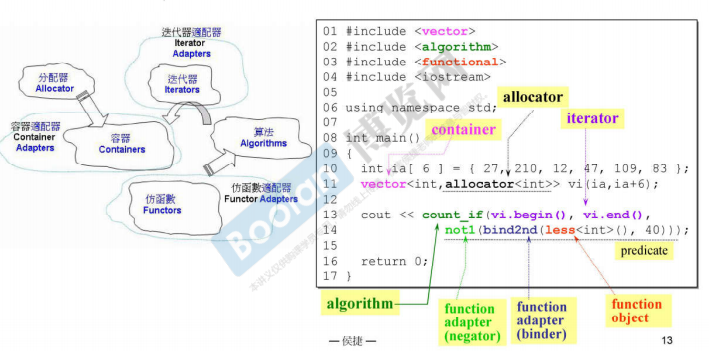 迭代器適配器
Iterator
Adapters
分配器
Allocator
迭代器
Iterators
容器適配器
Container
Adapters
容器
Containers
算法
Algorithms
仿函數
Functors
仿函數適配器
Functor Adapters
Boolan
博览网
01 #include <vector>
02 #include <algorithm>
03 #include <functional>
04 #include <iostream>
05
06 using namespace std;
07
08 int main()
09 {
10   int ia[ 6 ] = { 27, 210, 12, 47, 109, 83 };
11   vector<int,allocator<int>> vi(ia,ia+6);
12
13   cout << count_if(vi.begin(), vi.end(),
14           not1(bind2nd(less<int>(), 40)));
15
16   return 0;
17 }
allocator
container
iterator
predicate
algorithm
function
adapter
(negator)
function
adapter
(binder)
function
object
— 侯捷 —
13